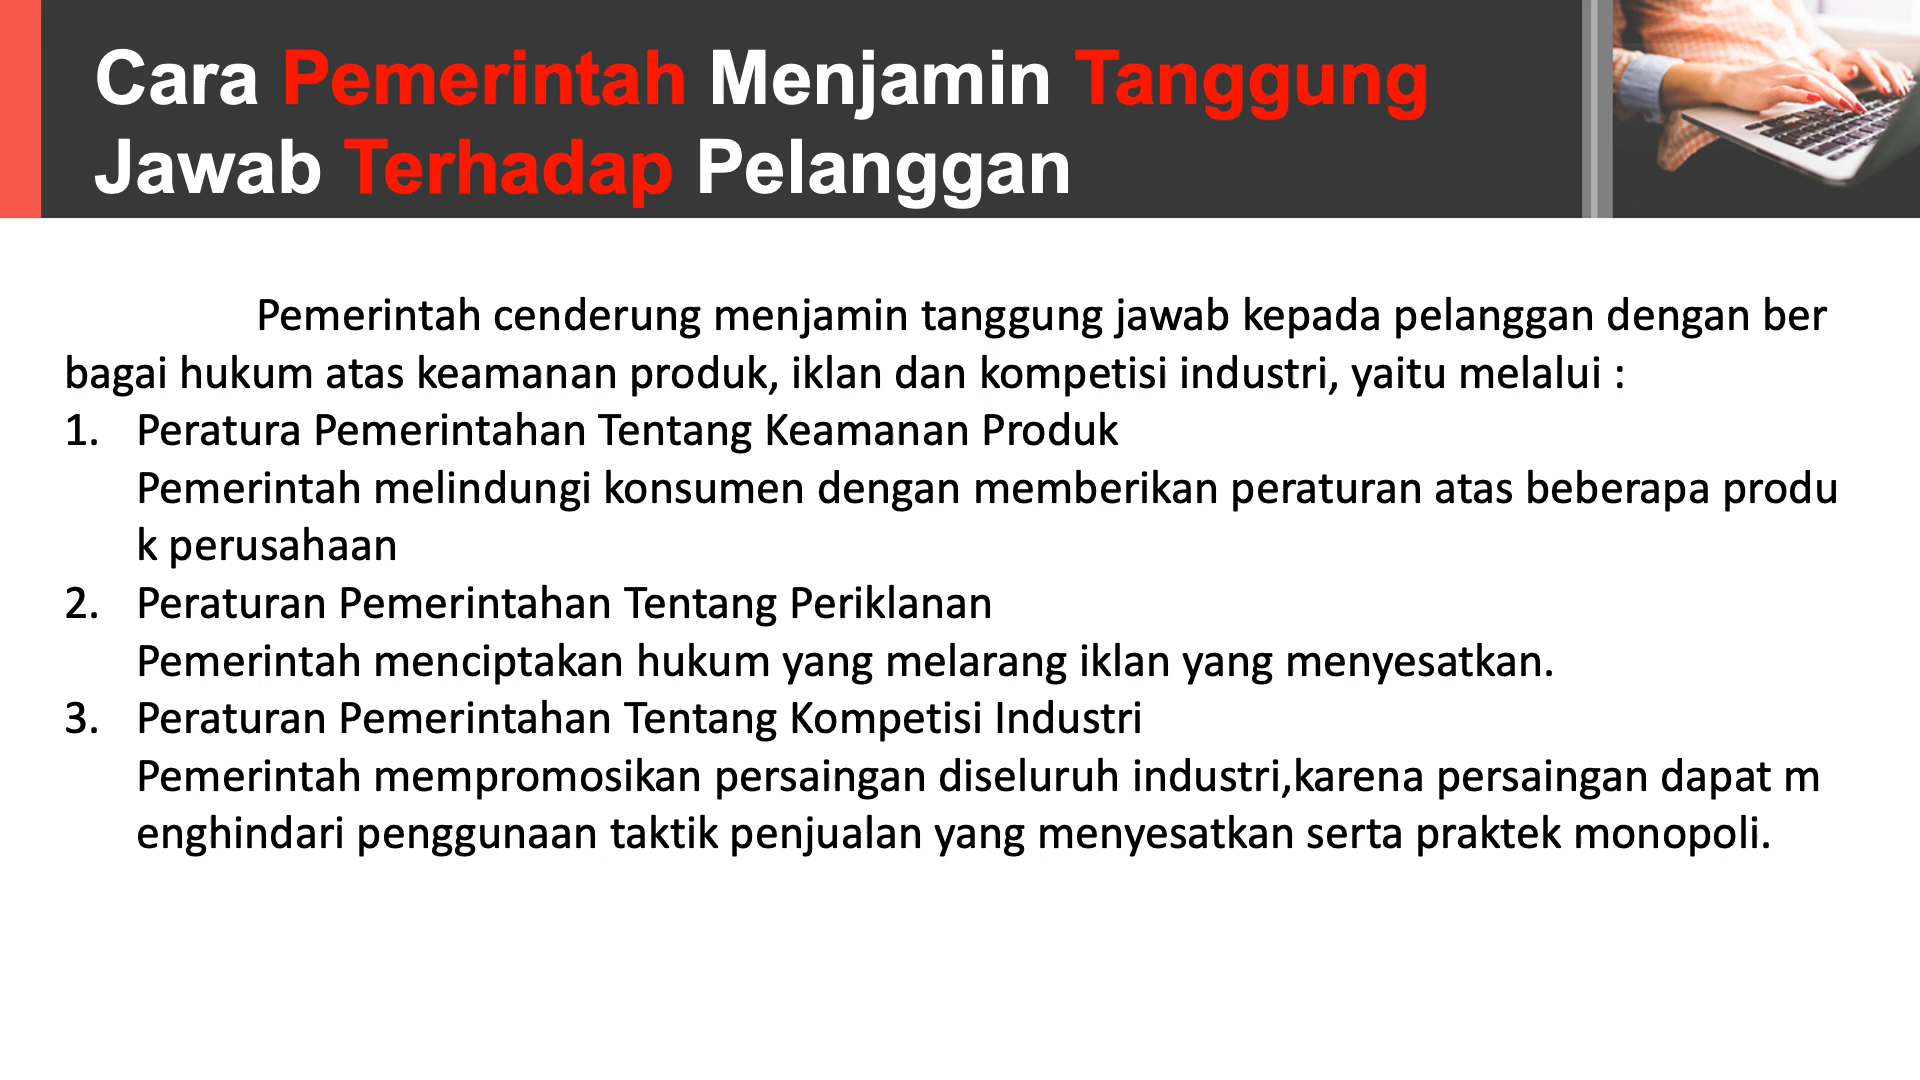 Cara Pemerintah Menjamin Tanggung
Jawab Terhadap Pelanggan
Pemerintah cenderung menjamin tanggung jawab kepada pelanggan dengan ber
bagai hukum atas keamanan produk, iklan dan kompetisi industri, yaitu melalui :
1. Peratura Pemerintahan Tentang Keamanan Produk
Pemerintah melindungi konsumen dengan memberikan peraturan atas beberapa produ
k perusahaan
2. Peraturan Pemerintahan Tentang Periklanan
Pemerintah menciptakan hukum yang melarang iklan yang menyesatkan.
3. Peraturan Pemerintahan Tentang Kompetisi Industri
Pemerintah mempromosikan persaingan diseluruh industri,karena persaingan dapat m
enghindari penggunaan taktik penjualan yang menyesatkan serta praktek monopoli.